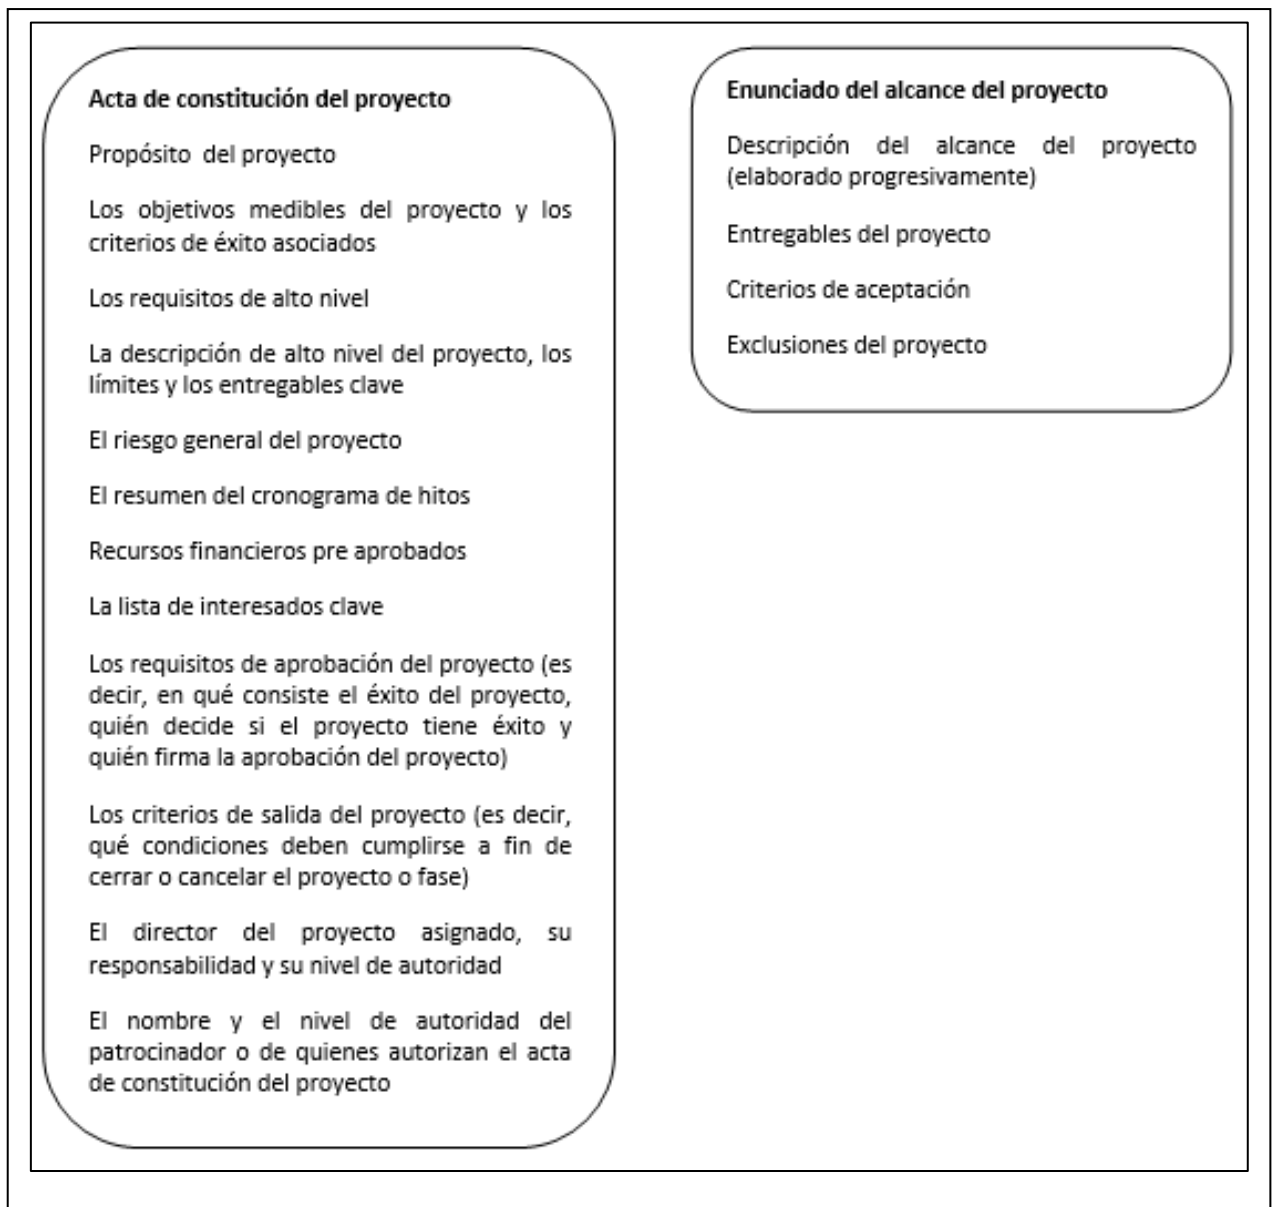 Acta de constitución del proyecto
Propósito del proyecto
Los objetivos medibles del proyecto y los
criterios de éxito asociados
Los requisitos de alto nivel
La descripción de alto nivel del proyecto, los
límites y los entregables clave
El riesgo general del proyecto
El resumen del cronograma de hitos
Recursos financieros pre aprobados
La lista de interesados clave
Los requisitos de aprobación del proyecto (es
decir, en qué consiste el éxito del proyecto,
quién decide si el proyecto tiene éxito y
quién firma la aprobación del proyecto)
Los criterios de salida del proyecto (es decir,
qué condiciones deben cumplirse a fin de
cerrar o cancelar el proyecto o fase)
El director del proyecto asignado, su
responsabilidad y su nivel de autoridad
El nombre y el nivel de autoridad del
patrocinador o de quienes autorizan el acta
de constitución del proyecto
Enunciado del alcance del proyecto
Descripción del alcance del proyecto
(elaborado progresivamente)
Entregables del proyecto
Criterios de aceptación
Exclusiones del proyecto